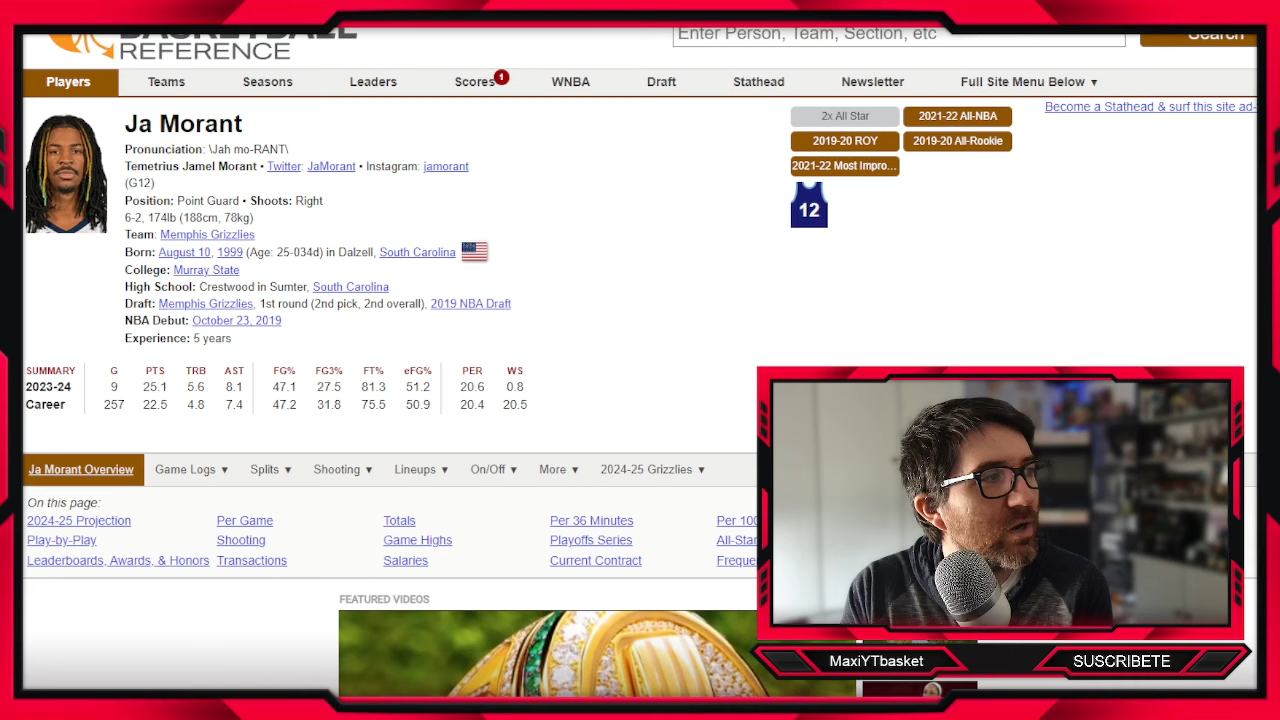 BASKETBALL
REFERENCE
Enter Person, Team, Section, etc
Search
Players Teams Seasons Leaders Scores 1 WNBA Draft Stathead Newsletter Full Site Menu Below ▼
Become a Stathead & surf this site ad-
Ja Morant
Pronunciation: \Jah mo-RANT\
Temetrius Jamel Morant • Twitter: JaMorant • Instagram: jamorant
(G12)
Position: Point Guard • Shoots: Right
6-2, 174lb (188cm, 78kg)
Team: Memphis Grizzlies
Born: August 10, 1999 (Age: 25-034d) in Dalzell, South Carolina
College: Murray State
High School: Crestwood in Sumter, South Carolina
Draft: Memphis Grizzlies, 1st round (2nd pick, 2nd overall), 2019 NBA Draft
NBA Debut: October 23, 2019
Experience: 5 years
2x All Star 2021-22 All-NBA
2019-20 ROY 2019-20 All-Rookie
2021-22 Most Impro...
12
SUMMARY G PTS TRB AST FG% FG3% FT% eFG% PER WS
2023-24 9 25.1 5.6 8.1 47.1 27.5 81.3 51.2 20.6 0.8
Career 257 22.5 4.8 7.4 47.2 31.8 75.5 50.9 20.4 20.5
Ja Morant Overview Game Logs ▼ Splits ▼ Shooting ▼ Lineups ▼ On/Off ▼ More ▼ 2024-25 Grizzlies ▼
On this page:
2024-25 Projection Per Game Totals Per 36 Minutes Per 100
Play-by-Play Shooting Game Highs Playoffs Series All-Star
Leaderboards, Awards, & Honors Transactions Salaries Current Contract Freque
FEATURED VIDEOS
MaxiYTbasket
SUSCRIBETE